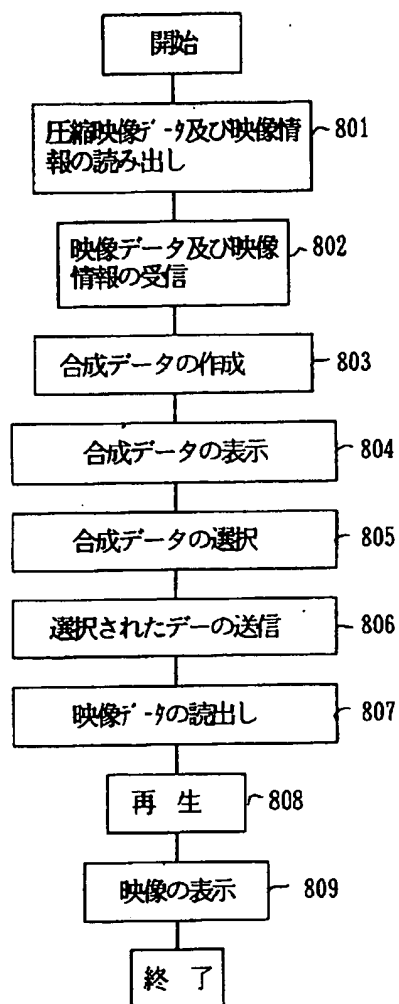 開始
圧縮映像データ及び映像情 801
報の読み出し
映像データ及び映像 802
情報の受信
合成データの作成 803
合成データの表示 804
合成データの選択 805
選択されたデーの送信 806
映像データの読出し 807
再 生 808
映像の表示 809
終 了